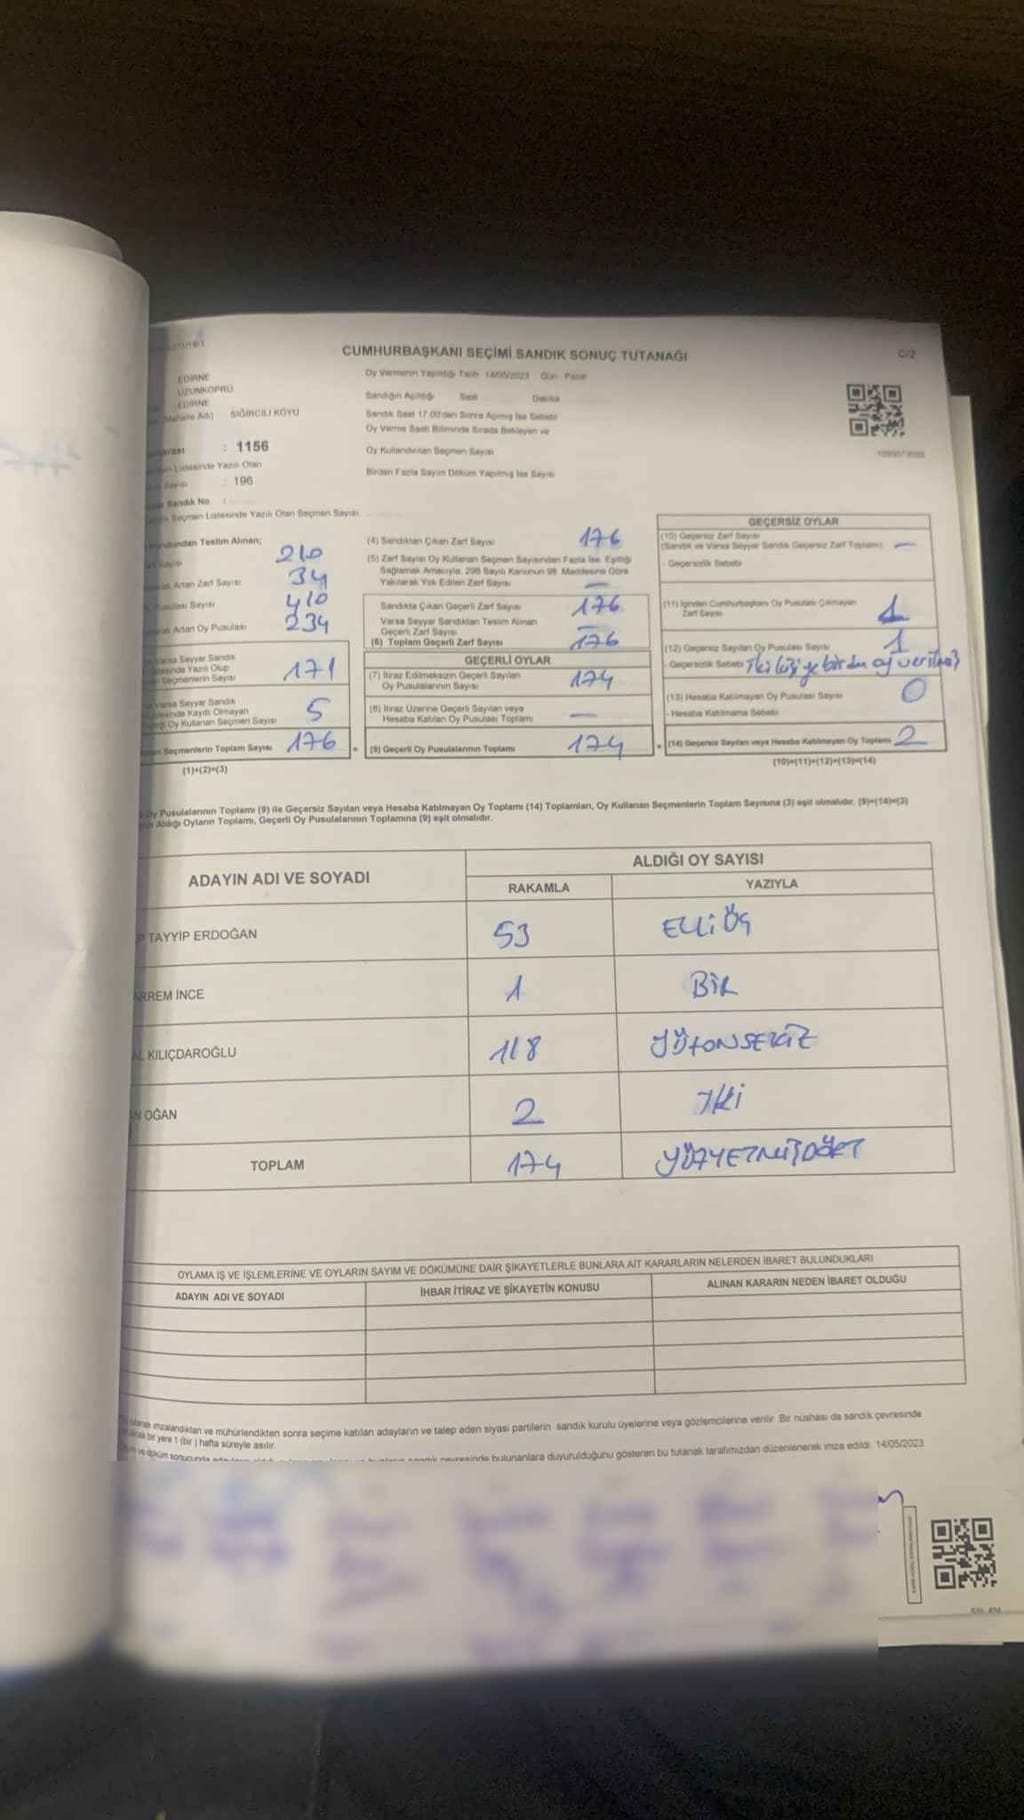 CUMHURBAŞKANI SEÇİMİ SANDIK SONUÇ TUTANAĞI
C/2
EDİRNE
UZUNKÖPRÜ
EDİRNE
Mahalle Adı) SIĞIRCILI KÖYÜ
: 1156
Listesinde Yazılı Olan
: 196
Sandık No
Seçmen Listesinde Yazılı Olan Seçmen Sayısı
Oy Vermenin Yapıldığı Tarih 14/05/2023 Gün Pazar
Sandığın Açıldığı Saat Dakika
Sandık Saat 17.00'dan Sonra Açılmış İse Sebebi
Oy Verme Saati Bitiminde Sırada Bekleyen ve
Oy Kullandırılan Seçmen Sayısı
Birden Fazla Sayım Döküm Yapılmış İse Sayısı
Teslim Alınan;
Sayısı 210
Artan Zarf Sayısı 34
Pusulası Sayısı 410
Artan Oy Pusulası 234
Varsa Seyyar Sandık
Listesinde Yazılı Olup
Seçmenlerin Sayısı 171
Varsa Seyyar Sandık
Listesinde Kaydı Olmayan
Oy Kullanan Seçmen Sayısı 5
Seçmenlerin Toplam Sayısı 176
(1)+(2)=(3)
(4) Sandıktan Çıkan Zarf Sayısı 176
(5) Zarf Sayısı Oy Kullanan Seçmen Sayısından Fazla İse, Eşitliği
Sağlamak Amacıyla, 298 Sayılı Kanunun 98. Maddesine Göre
Yakılarak Yok Edilen Zarf Sayısı —
Sandıkta Çıkan Geçerli Zarf Sayısı 176
Varsa Seyyar Sandıktan Teslim Alınan
Geçerli Zarf Sayısı —
(6) Toplam Geçerli Zarf Sayısı 176
GEÇERLİ OYLAR
(7) İtiraz Edilmeksizin Geçerli Sayılan
Oy Pusulalarının Sayısı 174
(8) İtiraz Üzerine Geçerli Sayılan veya
Hesaba Katılan Oy Pusulası Toplamı —
= (9) Geçerli Oy Pusulalarının Toplamı 174
GEÇERSİZ OYLAR
(10) Geçersiz Zarf Sayısı
(Sandık ve Varsa Seyyar Sandık Geçersiz Zarf Toplamı) —
- Geçersizlik Sebebi
(11) İçinden Cumhurbaşkanı Oy Pusulası Çıkmayan
Zarf Sayısı 1
(12) Geçersiz Sayılan Oy Pusulası Sayısı 1
- Geçersizlik Sebebi İki kişiye birden oy verilmiş
(13) Hesaba Katılmayan Oy Pusulası Sayısı 0
- Hesaba Katılmama Sebebi
+ (14) Geçersiz Sayılan veya Hesaba Katılmayan Oy Toplamı 2
(10)+(11)+(12)+(13)=(14)
Oy Pusulalarının Toplamı (9) ile Geçersiz Sayılan veya Hesaba Katılmayan Oy Toplamı (14) Toplamları, Oy Kullanan Seçmenlerin Toplam Sayısına (3) eşit olmalıdır. (9)+(14)=(3)
Aldığı Oyların Toplamı, Geçerli Oy Pusulalarının Toplamına (9) eşit olmalıdır.
ADAYIN ADI VE SOYADI
ALDIĞI OY SAYISI
RAKAMLA YAZIYLA
TAYYİP ERDOĞAN 53 ELLİÜÇ
RREM İNCE 1 BİR
KILIÇDAROĞLU 118 YÜZONSEKİZ
OĞAN 2 İKİ
TOPLAM 174 YÜZYETMİŞDÖRT
OYLAMA İŞ VE İŞLEMLERİNE VE OYLARIN SAYIM VE DÖKÜMÜNE DAİR ŞİKAYETLERLE BUNLARA AİT KARARLARIN NELERDEN İBARET BULUNDUKLARI
ADAYIN ADI VE SOYADI İHBAR İTİRAZ VE ŞİKAYETİN KONUSU ALINAN KARARIN NEDEN İBARET OLDUĞU
imzalandıktan ve mühürlendikten sonra seçime katılan adayların ve talep eden siyasi partilerin sandık kurulu üyelerine veya gözlemcilerine verilir. Bir nüshası da sandık çevresinde
bir yere 1 (bir) hafta süreyle asılır.
bulunanlara duyurulduğunu gösteren bu tutanak tarafımızdan düzenlenerek imza edildi. 14/05/2023